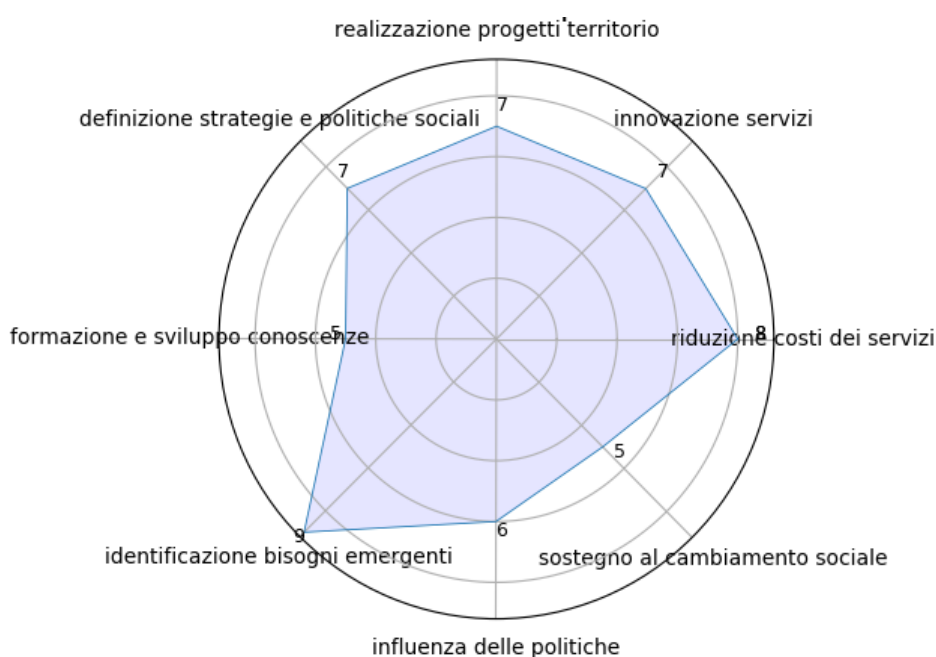 realizzazione progetti territorio
7
definizione strategie e politiche sociali
innovazione servizi
7
7
formazione e sviluppo conoscenze
5
riduzione costi dei servizi
8
5
9
6
identificazione bisogni emergenti
sostegno al cambiamento sociale
influenza delle politiche